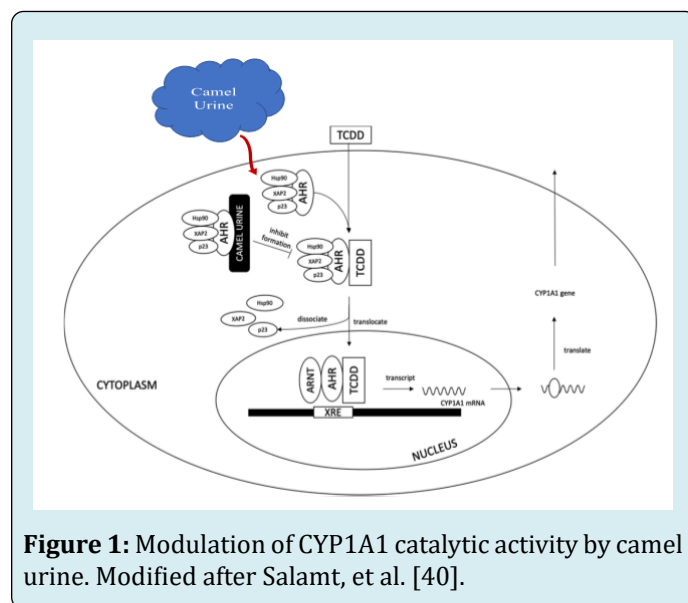 Camel
Urine
TCDD
Hsp90
XAP2
p23
AHR
Hsp90
XAP2
p23
AHR
CAMEL URINE
inhibit
formation
Hsp90
XAP2
p23
AHR
TCDD
CYP1A1 gene
Hsp90
XAP2
p23
dissociate
translocate
translate
CYTOPLASM
ARNT
AHR
TCDD
transcript
CYP1A1 mRNA
XRE
NUCLEUS
Figure 1: Modulation of CYP1A1 catalytic activity by camel
urine. Modified after Salamt, et al. [40].